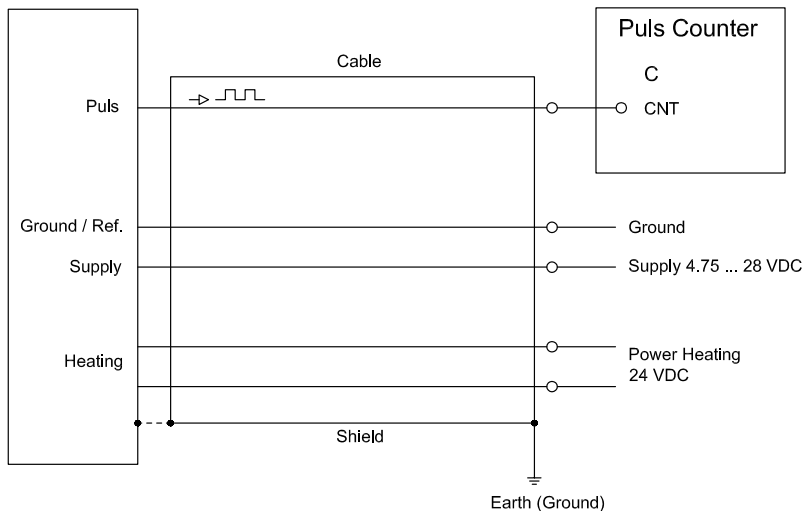 Puls Counter
Cable
C
Puls
CNT
Ground / Ref.
Ground
Supply
Supply 4.75 ... 28 VDC
Heating
Power Heating
24 VDC
Shield
Earth (Ground)